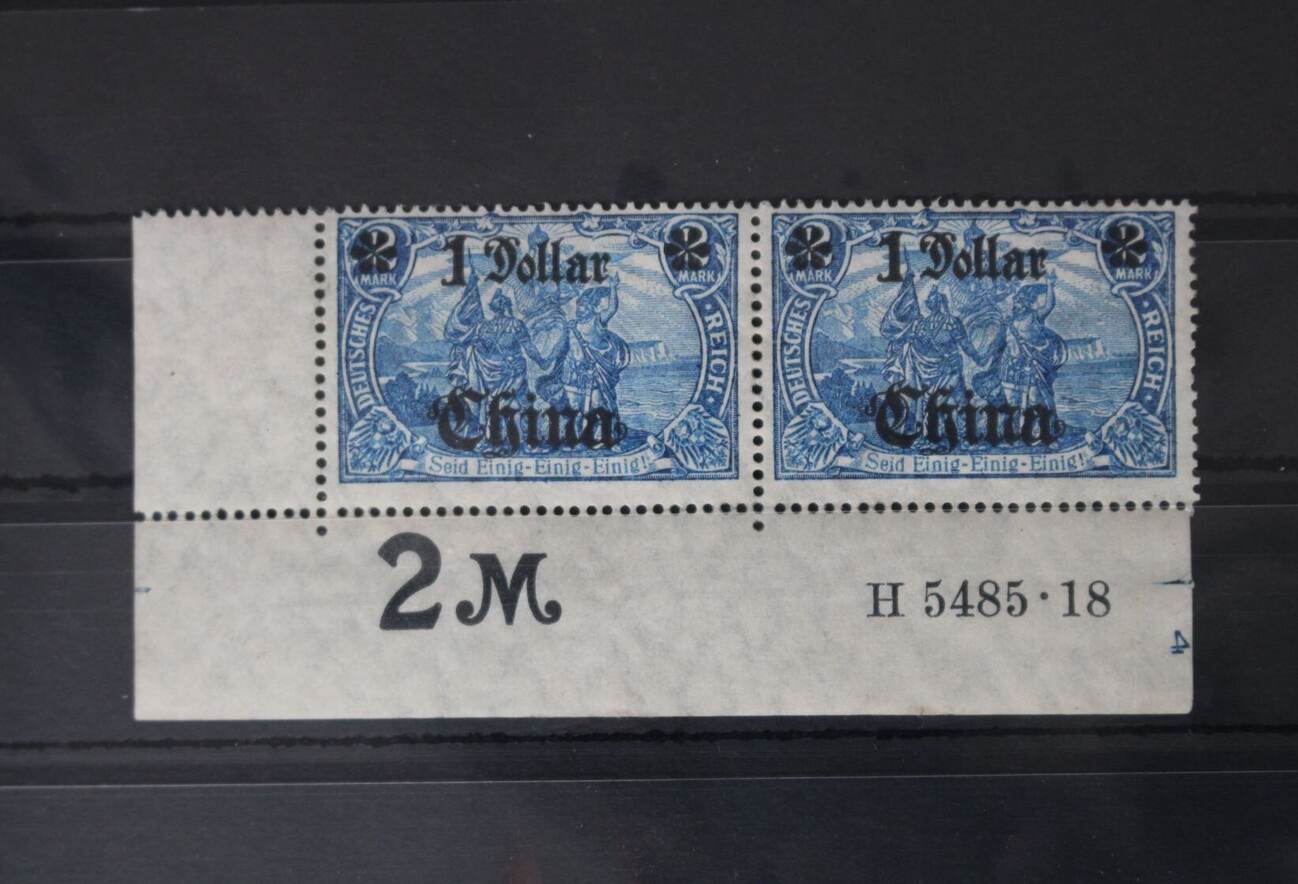 2 MARK 1 Dollar 2 MARK
DEUTSCHES REICH
China
Seid Einig-Einig-Einig!
2 MARK 1 Dollar 2 MARK
DEUTSCHES REICH
China
Seid Einig-Einig-Einig!
2 M
H 5485·18
4